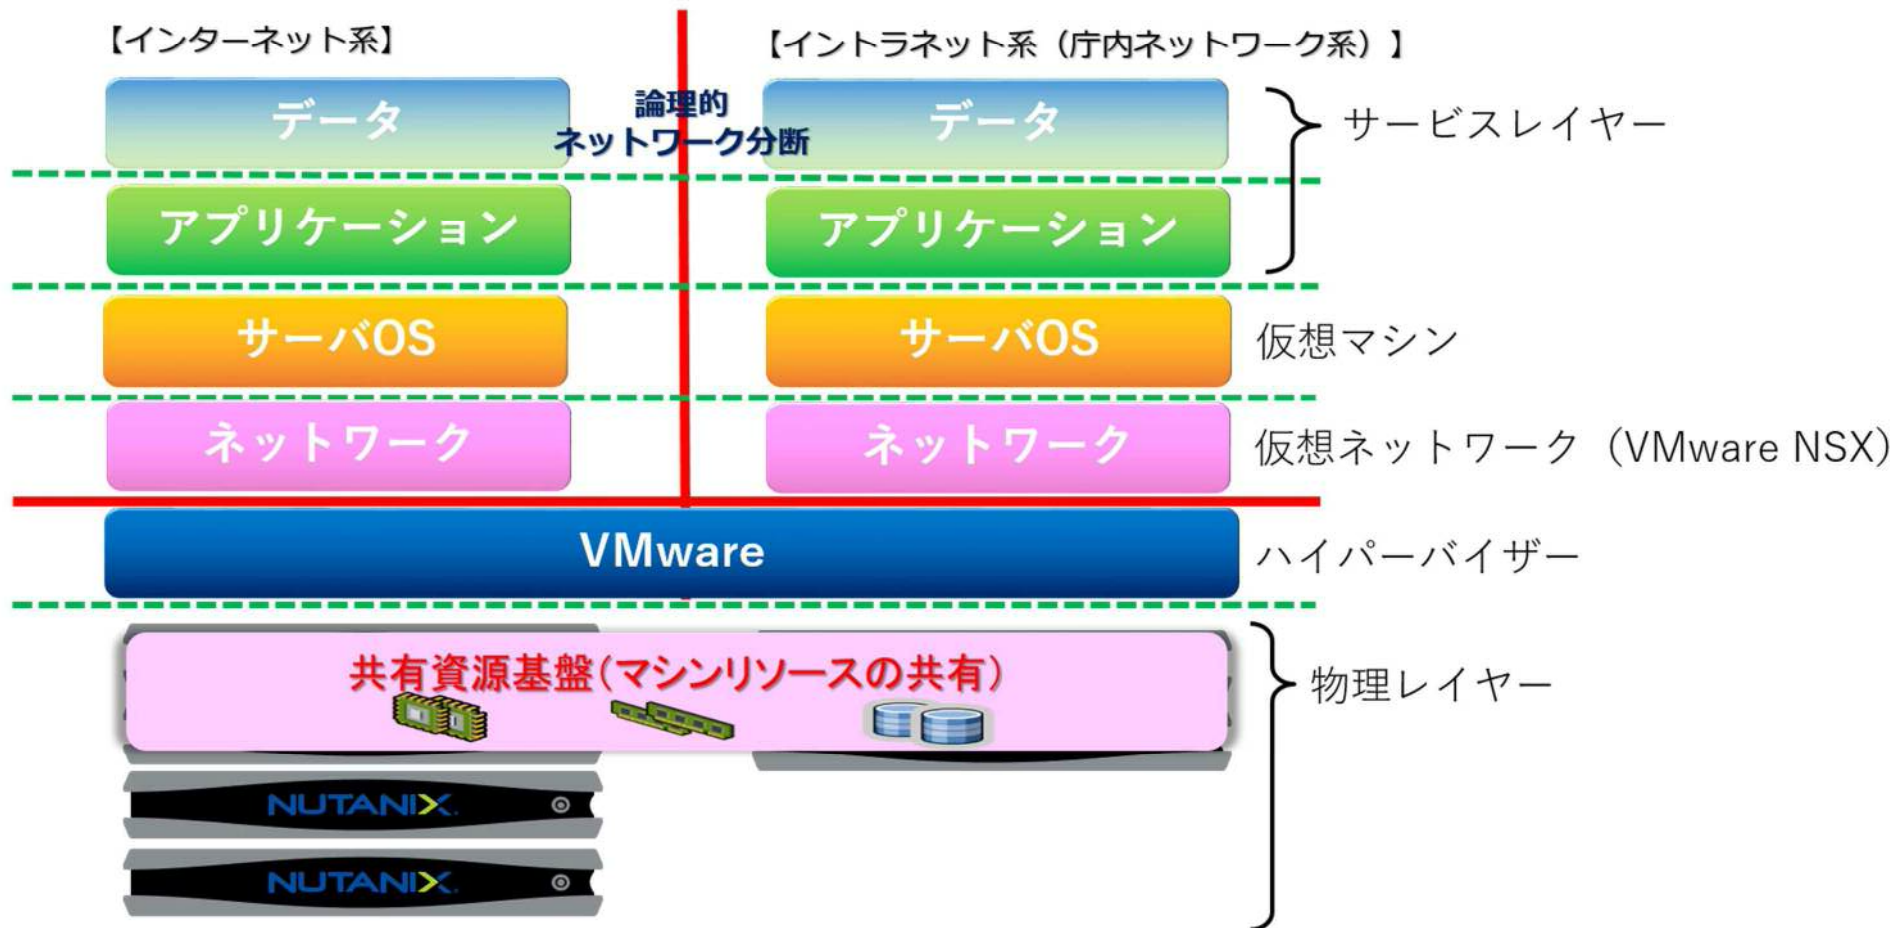 【インターネット系】
【イントラネット系（庁内ネットワーク系）】
データ
論理的
ネットワーク分断
データ
サービスレイヤー
アプリケーション
アプリケーション
サーバOS
サーバOS
仮想マシン
ネットワーク
ネットワーク
仮想ネットワーク（VMware NSX）
VMware
ハイパーバイザー
共有資源基盤（マシンリソースの共有）
物理レイヤー
NUTANIX.
NUTANIX.